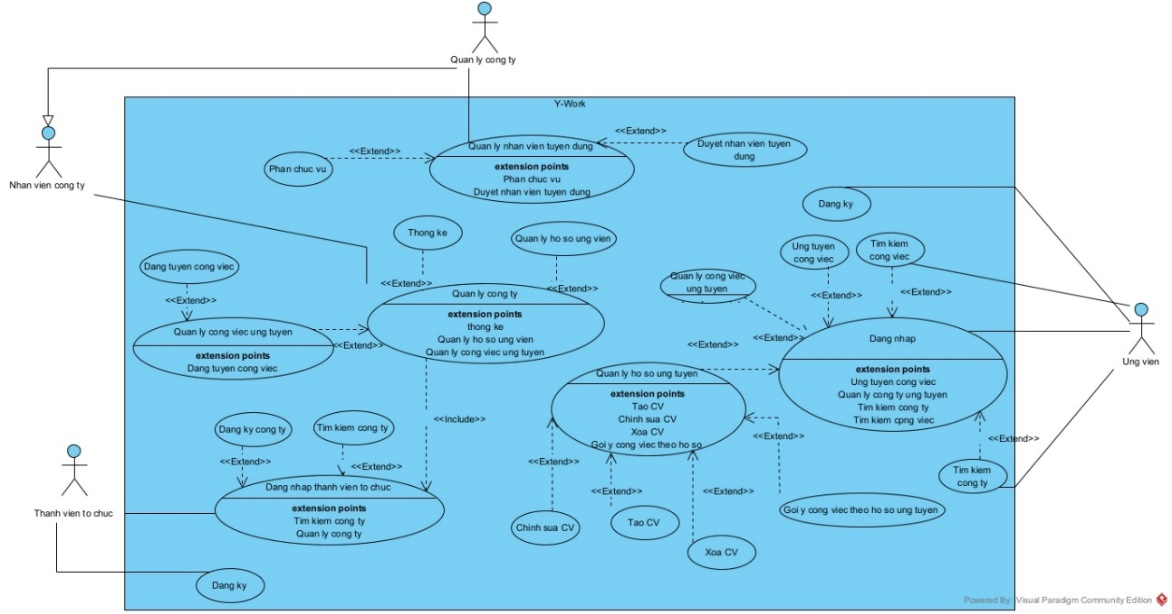 Quan ly cong ty
Y-Work
<<Extend>>
Quan ly nhan vien tuyen dung
Duyet nhan vien tuyen
dung
<<Extend>>
Phan chuc vu
extension points
Phan chuc vu
Duyet nhan vien tuyen dung
Nhan vien cong ty
Dang ky
Thong ke
Quan ly ho so ung vien
Ung tuyen
cong viec
Tim kiem
cong viec
Dang tuyen cong viec
Quan ly cong viec
ung tuyen
<<Extend>>
<<Extend>>
<<Extend>>
<<Extend>>
<<Extend>>
Quan ly cong ty
extension points
thong ke
Quan ly ho so ung vien
Quan ly cong viec ung tuyen
<<Extend>>
Quan ly cong viec ung tuyen
extension points
Dang tuyen cong viec
<<Extend>>
<<Extend>>
Dang nhap
extension points
Ung tuyen cong viec
Quan ly cong ty ung tuyen
Tim kiem cong ty
Tim kiem cong viec
Ung vien
Quan ly ho so ung tuyen
extension points
Tao CV
Chinh sua CV
Xoa CV
Goi y cong viec theo ho so
<<Include>>
Dang ky cong ty
Tim kiem cong ty
<<Extend>>
<<Extend>>
<<Extend>>
<<Extend>>
<<Extend>>
<<Extend>>
<<Extend>>
Tim kiem
cong ty
Thanh vien to chuc
Dang nhap thanh vien to chuc
extension points
Tim kiem cong ty
Quan ly cong ty
Chinh sua CV
Tao CV
Goi y cong viec theo ho so ung tuyen
Xoa CV
Dang ky
Powered By: Visual Paradigm Community Edition